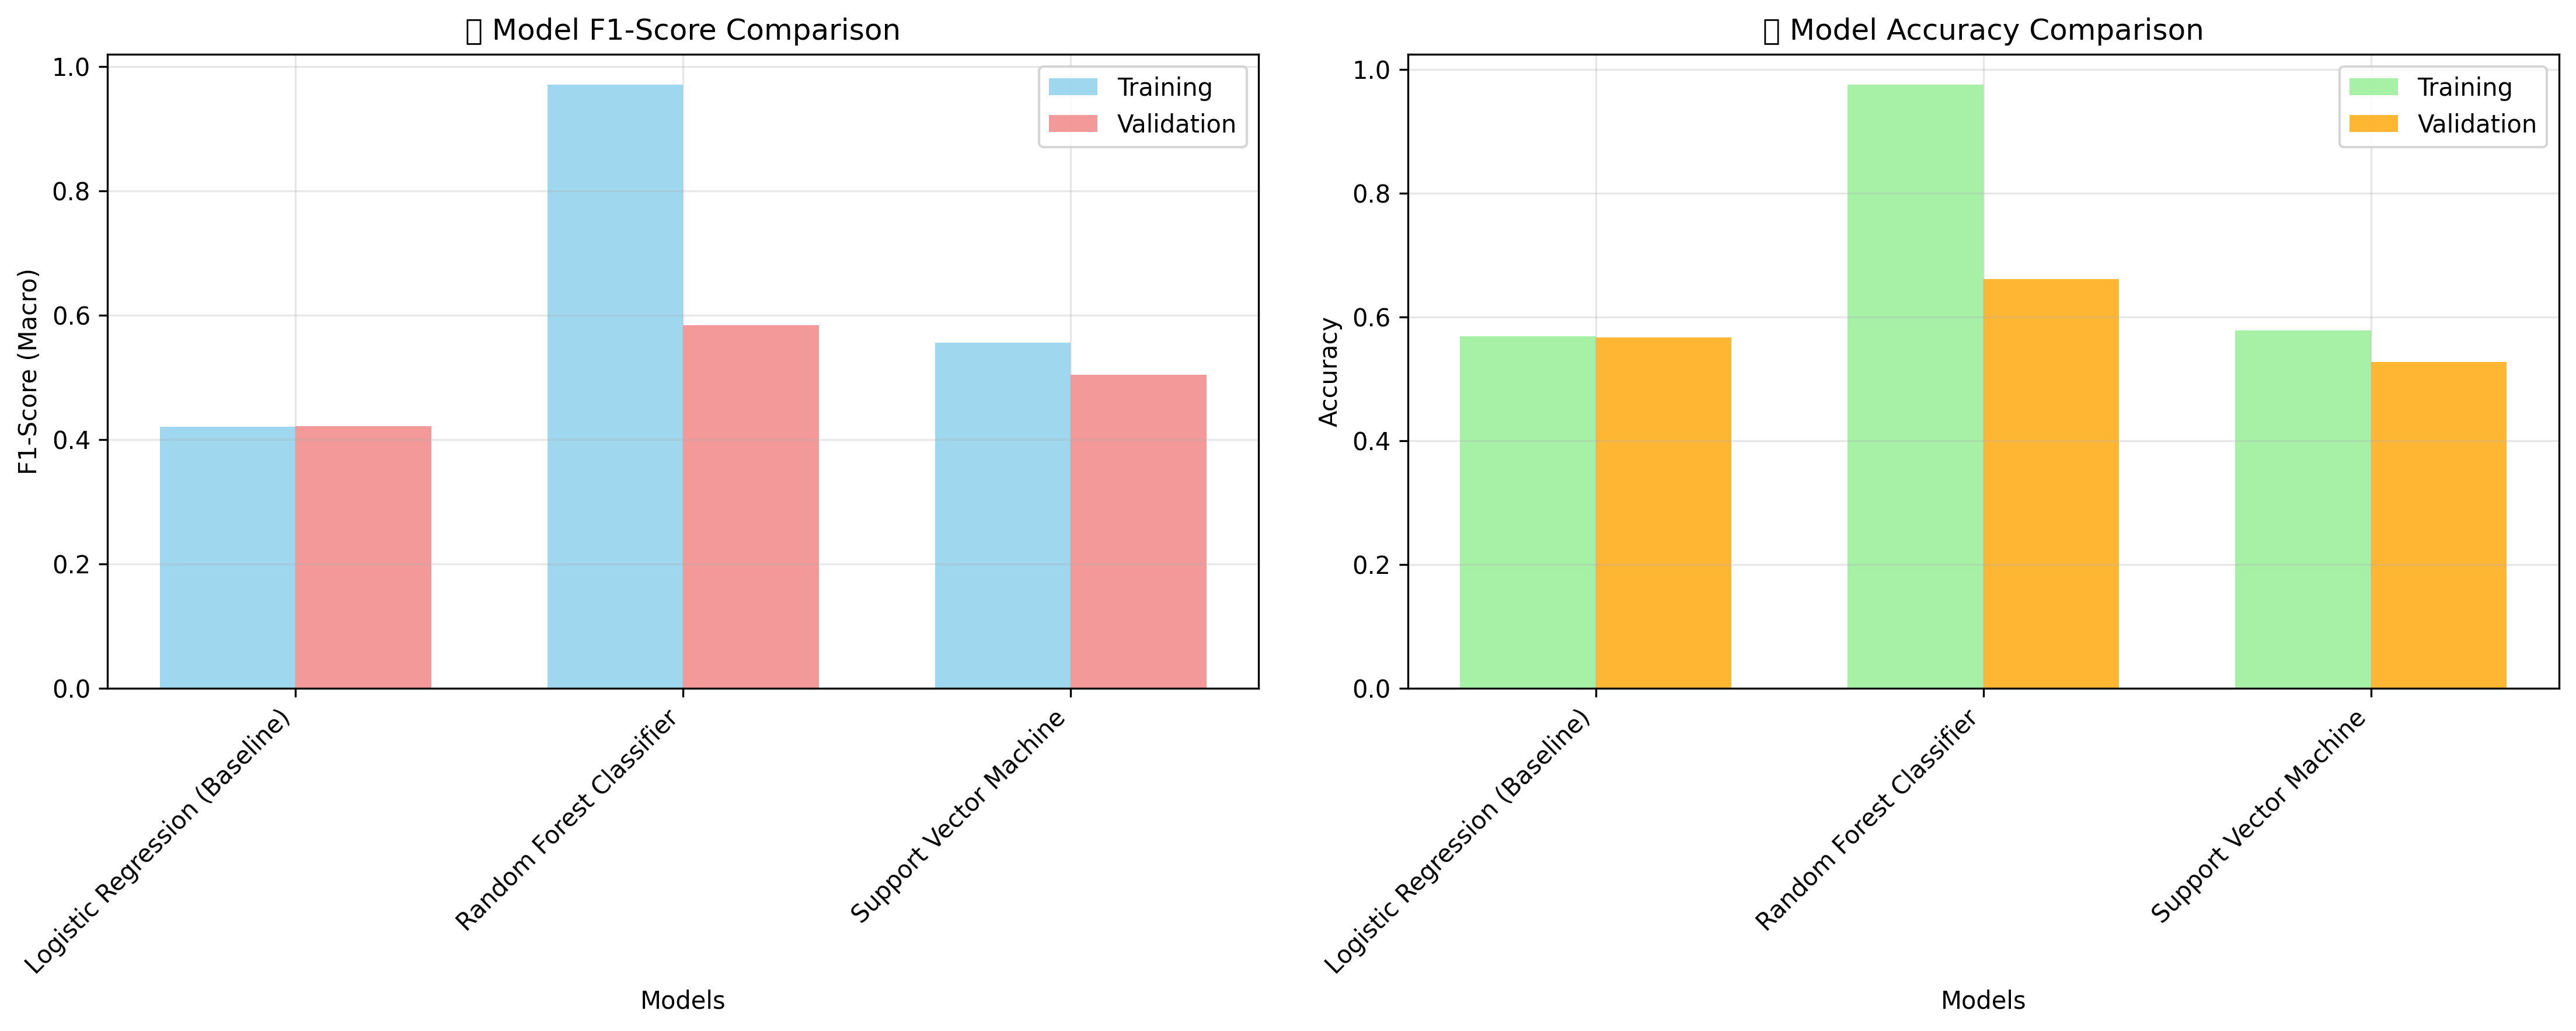 ▯ Model F1-Score Comparison
Training
Validation
F1-Score (Macro)
1.0
0.8
0.6
0.4
0.2
0.0
Logistic Regression (Baseline)
Random Forest Classifier
Support Vector Machine
Models
▯ Model Accuracy Comparison
Training
Validation
Accuracy
1.0
0.8
0.6
0.4
0.2
0.0
Logistic Regression (Baseline)
Random Forest Classifier
Support Vector Machine
Models